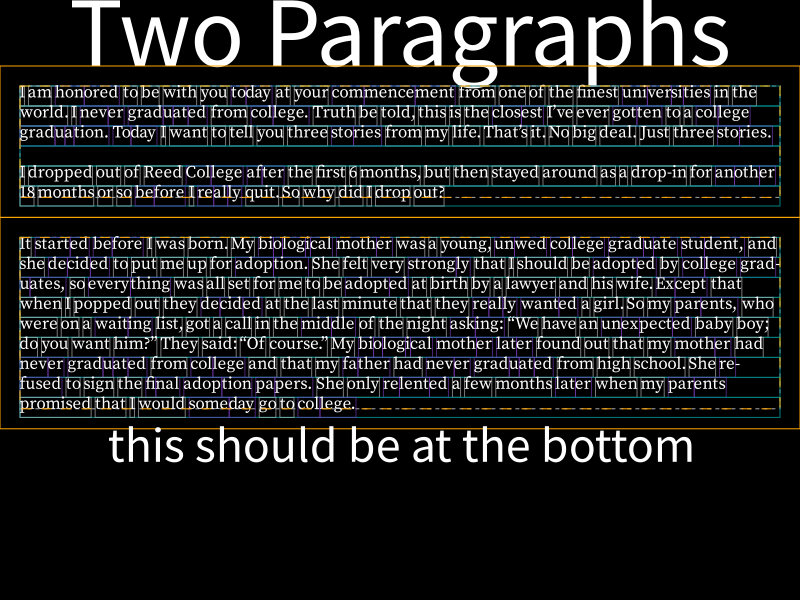 Two Paragraphs
I am honored to be with you today at your commencement from one of the finest universities in the
world. I never graduated from college. Truth be told, this is the closest I've ever gotten to a college
graduation. Today I want to tell you three stories from my life. That's it. No big deal. Just three stories.
I dropped out of Reed College after the first 6 months, but then stayed around as a drop-in for another
18 months or so before I really quit. So why did I drop out?
It started before I was born. My biological mother was a young, unwed college graduate student, and
she decided to put me up for adoption. She felt very strongly that I should be adopted by college grad-
uates, so everything was all set for me to be adopted at birth by a lawyer and his wife. Except that
when I popped out they decided at the last minute that they really wanted a girl. So my parents, who
were on a waiting list, got a call in the middle of the night asking: “We have an unexpected baby boy;
do you want him?” They said: “Of course.” My biological mother later found out that my mother had
never graduated from college and that my father had never graduated from high school. She re-
fused to sign the final adoption papers. She only relented a few months later when my parents
promised that I would someday go to college.
this should be at the bottom